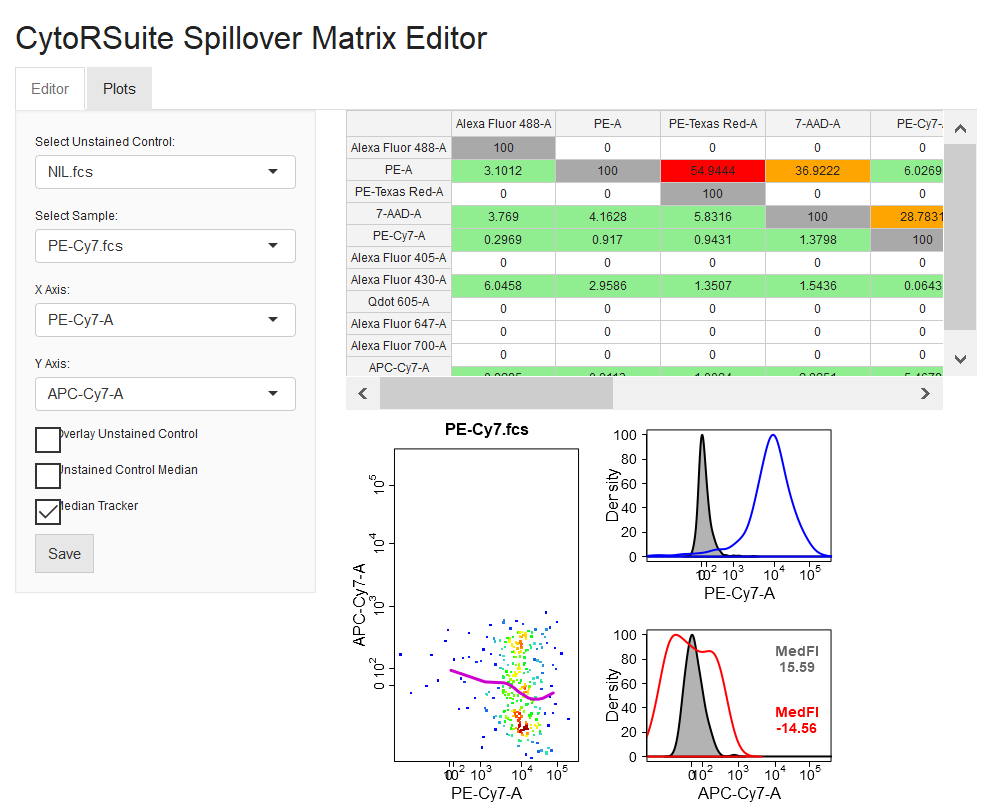 CytoRSuite Spillover Matrix Editor
Editor Plots
Select Unstained Control:
NIL.fcs
Select Sample:
PE-Cy7.fcs
X Axis:
PE-Cy7-A
Y Axis:
APC-Cy7-A
Overlay Unstained Control
Unstained Control Median
Median Tracker
Save
Alexa Fluor 488-A PE-A PE-Texas Red-A 7-AAD-A PE-Cy7-
Alexa Fluor 488-A 100 0 0 0 0
PE-A 3.1012 100 54.9444 36.9222 6.0269
PE-Texas Red-A 0 0 100 0 0
7-AAD-A 3.769 4.1628 5.8316 100 28.7831
PE-Cy7-A 0.2969 0.917 0.9431 1.3798 100
Alexa Fluor 405-A 0 0 0 0 0
Alexa Fluor 430-A 6.0458 2.9586 1.3507 1.5436 0.0643
Qdot 605-A 0 0 0 0 0
Alexa Fluor 647-A 0 0 0 0 0
Alexa Fluor 700-A 0 0 0 0 0
APC-Cy7-A
PE-Cy7.fcs
APC-Cy7-A
10^5
10^4
10^3
10^2
0
0 10^2 10^3 10^4 10^5
PE-Cy7-A
Density
100
80
60
40
20
0
0 10^2 10^3 10^4 10^5
PE-Cy7-A
Density
100
80
60
40
20
0
MedFI
15.59
MedFI
-14.56
0 10^2 10^3 10^4 10^5
APC-Cy7-A